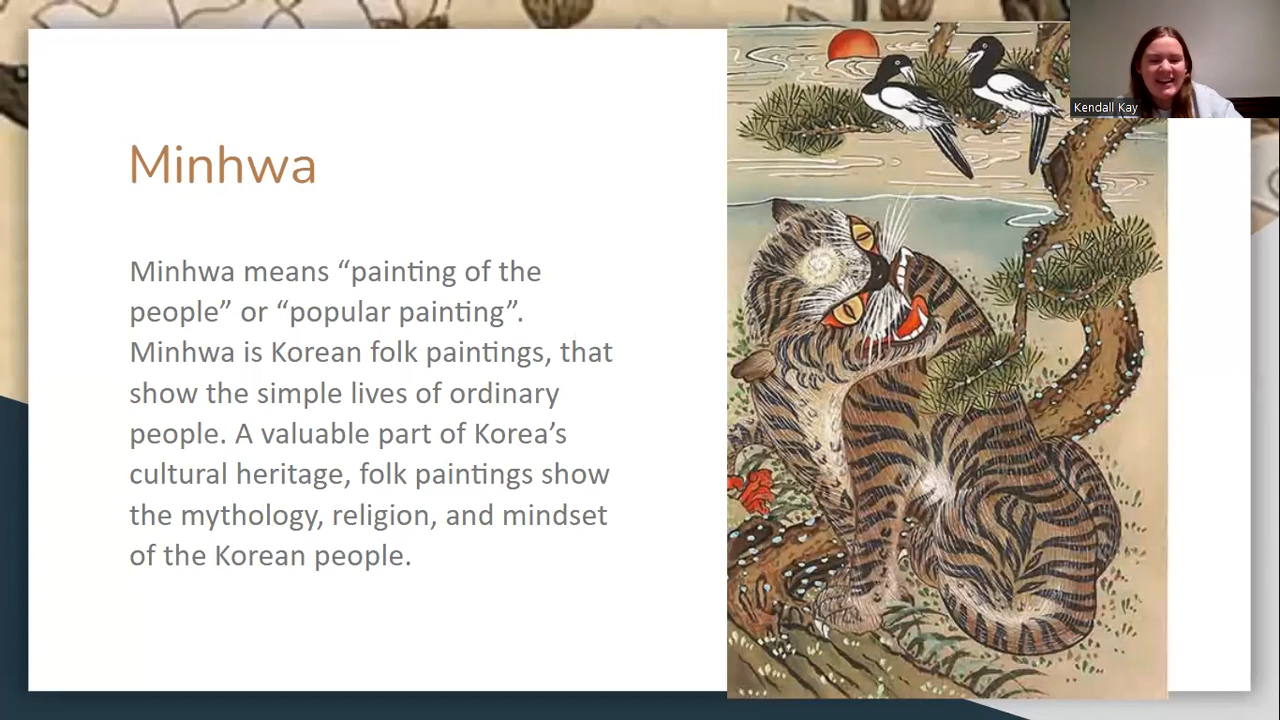 Kendall Kay
Minhwa
Minhwa means “painting of the
people” or “popular painting”.
Minhwa is Korean folk paintings, that
show the simple lives of ordinary
people. A valuable part of Korea’s
cultural heritage, folk paintings show
the mythology, religion, and mindset
of the Korean people.